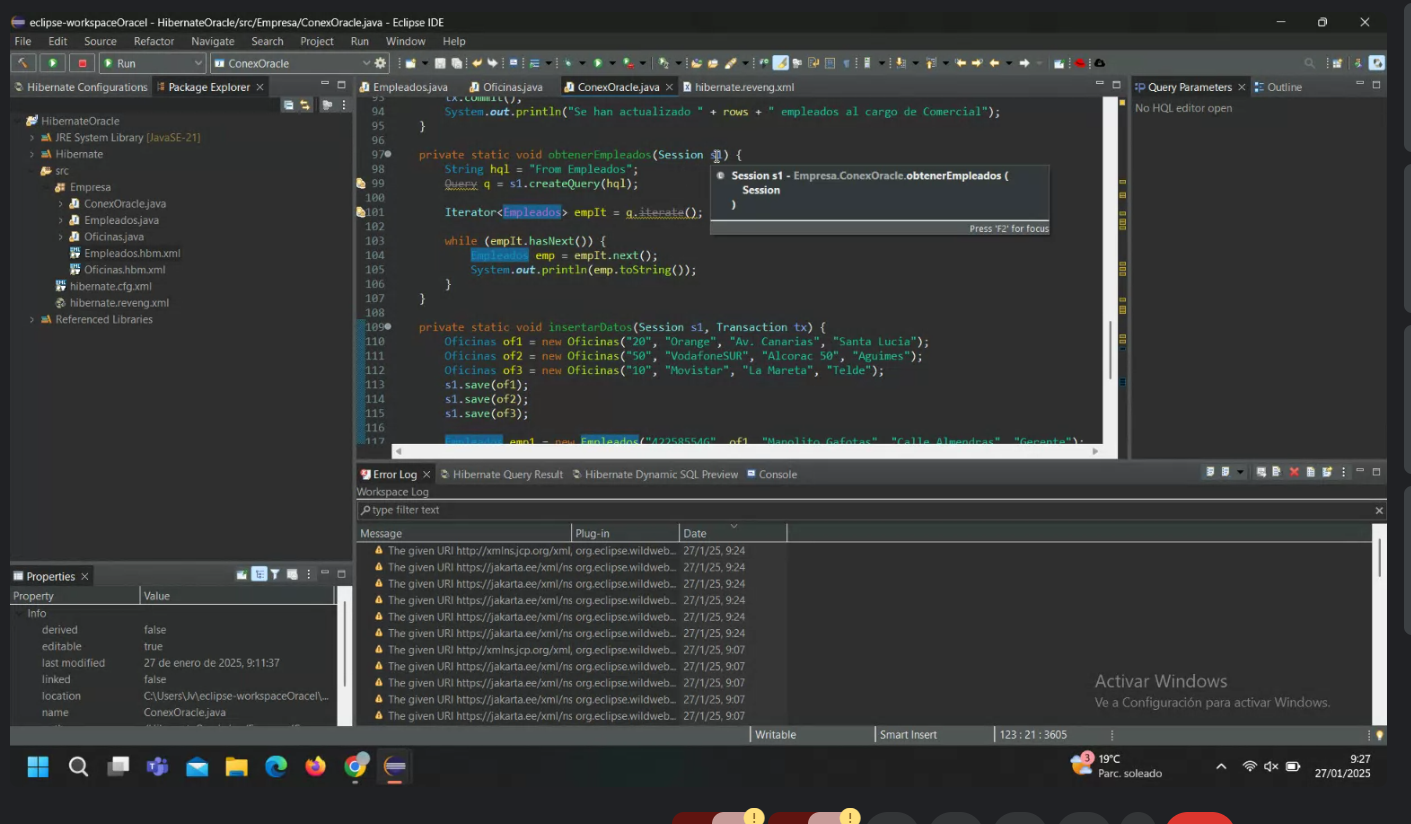 eclipse-workspaceOracel - HibernateOracle/src/Empresa/ConexOracle.java - Eclipse IDE
File Edit Source Refactor Navigate Search Project Run Window Help
Run ConexOracle
Hibernate Configurations Package Explorer
HibernateOracle
JRE System Library [JavaSE-21]
Hibernate
src
Empresa
ConexOracle.java
Empleados.java
Oficinas.java
Empleados.hbm.xml
Oficinas.hbm.xml
hibernate.cfg.xml
hibernate.reveng.xml
Referenced Libraries
Empleados.java Oficinas.java ConexOracle.java hibernate.reveng.xml
93 tx.commit();
94 System.out.println("Se han actualizado " + rows + " empleados al cargo de Comercial");
95 }
96
97 private static void obtenerEmpleados(Session s1) {
98 String hql = "From Empleados";
99 Query q = s1.createQuery(hql);
100
101 Iterator<Empleados> empIt = q.iterate();
102
103 while (empIt.hasNext()) {
104 Empleados emp = empIt.next();
105 System.out.println(emp.toString());
106 }
107 }
108
109 private static void insertarDatos(Session s1, Transaction tx) {
110 Oficinas of1 = new Oficinas("20", "Orange", "Av. Canarias", "Santa Lucia");
111 Oficinas of2 = new Oficinas("50", "VodafoneSUR", "Alcorac 50", "Aguimes");
112 Oficinas of3 = new Oficinas("10", "Movistar", "La Mareta", "Telde");
113 s1.save(of1);
114 s1.save(of2);
115 s1.save(of3);
116
117 Empleados emp1 = new Empleados("42258554G", of1, "Manolito Gafotas", "Calle Almendras", "Gerente");
Session s1 - Empresa.ConexOracle.obtenerEmpleados (
Session
)
Press 'F2' for focus
Query Parameters Outline
No HQL editor open
Error Log Hibernate Query Result Hibernate Dynamic SQL Preview Console
Workspace Log
type filter text
Message Plug-in Date
The given URI http://xmlns.jcp.org/xml, org.eclipse.wildweb... 27/1/25, 9:24
The given URI https://jakarta.ee/xml/ns org.eclipse.wildweb... 27/1/25, 9:24
The given URI https://jakarta.ee/xml/ns org.eclipse.wildweb... 27/1/25, 9:24
The given URI https://jakarta.ee/xml/ns org.eclipse.wildweb... 27/1/25, 9:24
The given URI https://jakarta.ee/xml/ns org.eclipse.wildweb... 27/1/25, 9:24
The given URI https://jakarta.ee/xml/ns org.eclipse.wildweb... 27/1/25, 9:24
The given URI http://xmlns.jcp.org/xml, org.eclipse.wildweb... 27/1/25, 9:07
The given URI https://jakarta.ee/xml/ns org.eclipse.wildweb... 27/1/25, 9:07
The given URI https://jakarta.ee/xml/ns org.eclipse.wildweb... 27/1/25, 9:07
The given URI https://jakarta.ee/xml/ns org.eclipse.wildweb... 27/1/25, 9:07
The given URI https://jakarta.ee/xml/ns org.eclipse.wildweb... 27/1/25, 9:07
Properties
Property Value
Info
derived false
editable true
last modified 27 de enero de 2025, 9:11:37
linked false
location C:\Users\Jv\eclipse-workspaceOracel\...
name ConexOracle.java
Activar Windows
Ve a Configuración para activar Windows.
Writable Smart Insert 123 : 21 : 3605
3
19°C
Parc. soleado
9:27
27/01/2025